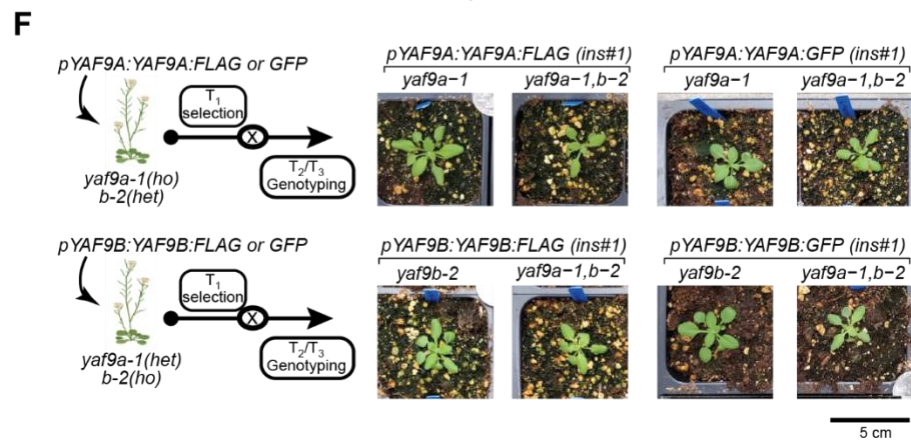 F
pYAF9A:YAF9A:FLAG or GFP
T1
selection
X
T2/T3
Genotyping
yaf9a-1(ho)
b-2(het)
pYAF9A:YAF9A:FLAG (ins#1)
yaf9a−1
yaf9a−1,b−2
pYAF9A:YAF9A:GFP (ins#1)
yaf9a−1
yaf9a−1,b−2
pYAF9B:YAF9B:FLAG or GFP
T1
selection
X
T2/T3
Genotyping
yaf9a-1(het)
b-2(ho)
pYAF9B:YAF9B:FLAG (ins#1)
yaf9b-2
yaf9a−1,b−2
pYAF9B:YAF9B:GFP (ins#1)
yaf9b-2
yaf9a−1,b−2
5 cm